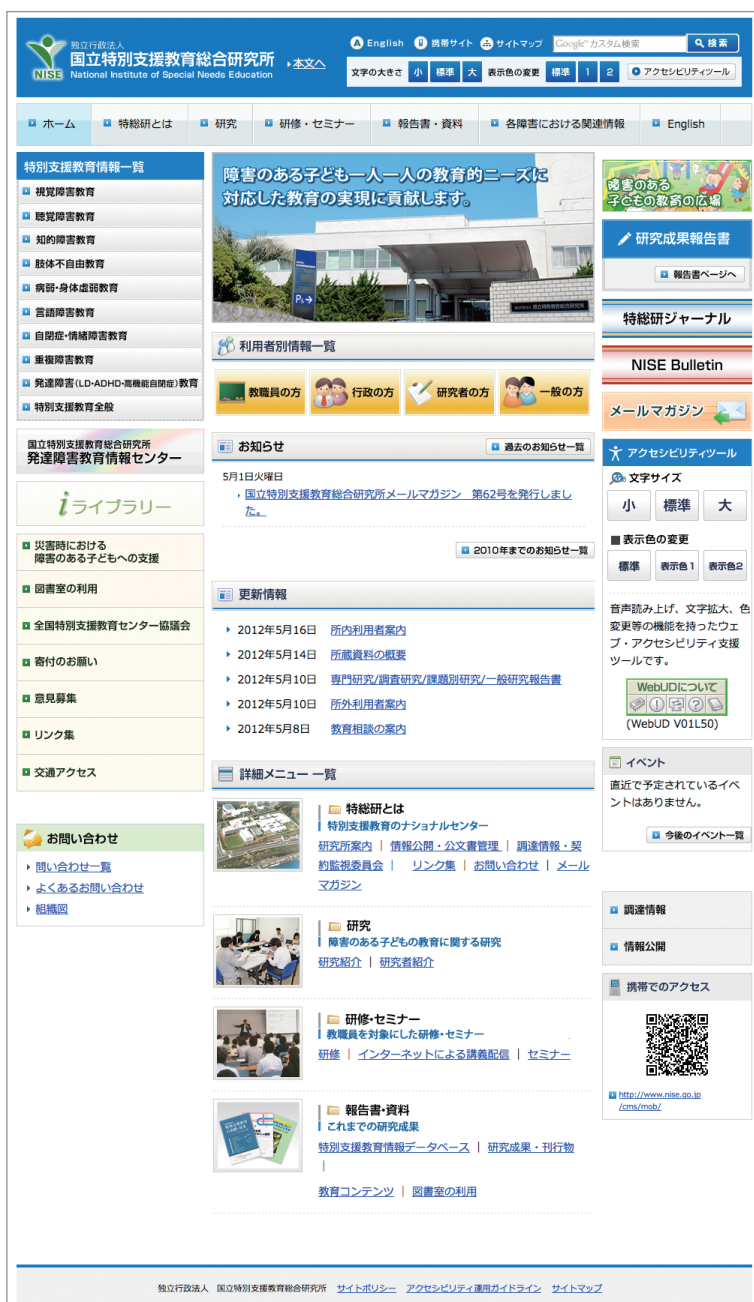 独立行政法人
国立特別支援教育総合研究所
National Institute of Special Needs Education
NISE
本文へ
English 携帯サイト サイトマップ Google™カスタム検索 検索
文字の大きさ 小 標準 大 表示色の変更 標準 1 2 アクセシビリティツール
ホーム 特総研とは 研究 研修・セミナー 報告書・資料 各障害における関連情報 English
特別支援教育情報一覧
視覚障害教育
聴覚障害教育
知的障害教育
肢体不自由教育
病弱・身体虚弱教育
言語障害教育
自閉症・情緒障害教育
重複障害教育
発達障害(LD・ADHD・高機能自閉症)教育
特別支援教育全般
国立特別支援教育総合研究所
発達障害教育情報センター
iライブラリー
災害時における
障害のある子どもへの支援
図書室の利用
全国特別支援教育センター協議会
寄付のお願い
意見募集
リンク集
交通アクセス
お問い合わせ
問い合わせ一覧
よくあるお問い合わせ
組織図
障害のある子ども一人一人の教育的ニーズに
対応した教育の実現に貢献します。
P
利用者別情報一覧
教職員の方 行政の方 研究者の方 一般の方
お知らせ 過去のお知らせ一覧
5月1日火曜日
国立特別支援教育総合研究所メールマガジン 第62号を発行しまし
た。
2010年までのお知らせ一覧
更新情報
2012年5月16日 所内利用者案内
2012年5月14日 所蔵資料の概要
2012年5月10日 専門研究/調査研究/課題別研究/一般研究報告書
2012年5月10日 所外利用者案内
2012年5月8日 教育相談の案内
詳細メニュー 一覧
特総研とは
特別支援教育のナショナルセンター
研究所案内 | 情報公開・公文書管理 | 調達情報・契
約監視委員会 | リンク集 | お問い合わせ | メール
マガジン
研究
障害のある子どもの教育に関する研究
研究紹介 | 研究者紹介
研修・セミナー
教職員を対象にした研修・セミナー
研修 | インターネットによる講義配信 | セミナー
報告書・資料
これまでの研究成果
特別支援教育情報データベース | 研究成果・刊行物
|
教育コンテンツ | 図書室の利用
障害のある
子どもの教育の広場
研究成果報告書
報告書ページへ
特総研ジャーナル
NISE Bulletin
メールマガジン
アクセシビリティツール
文字サイズ
小 標準 大
■表示色の変更
標準 表示色1 表示色2
音声読み上げ、文字拡大、色
変更等の機能を持ったウェ
ブ・アクセシビリティ支援
ツールです。
WebUDについて
(WebUD V01L50)
イベント
直近で予定されているイベ
ントはありません。
今後のイベント一覧
調達情報
情報公開
携帯でのアクセス
http://www.nise.go.jp
/cms/mob/
独立行政法人 国立特別支援教育総合研究所 サイトポリシー アクセシビリティ運用ガイドライン サイトマップ